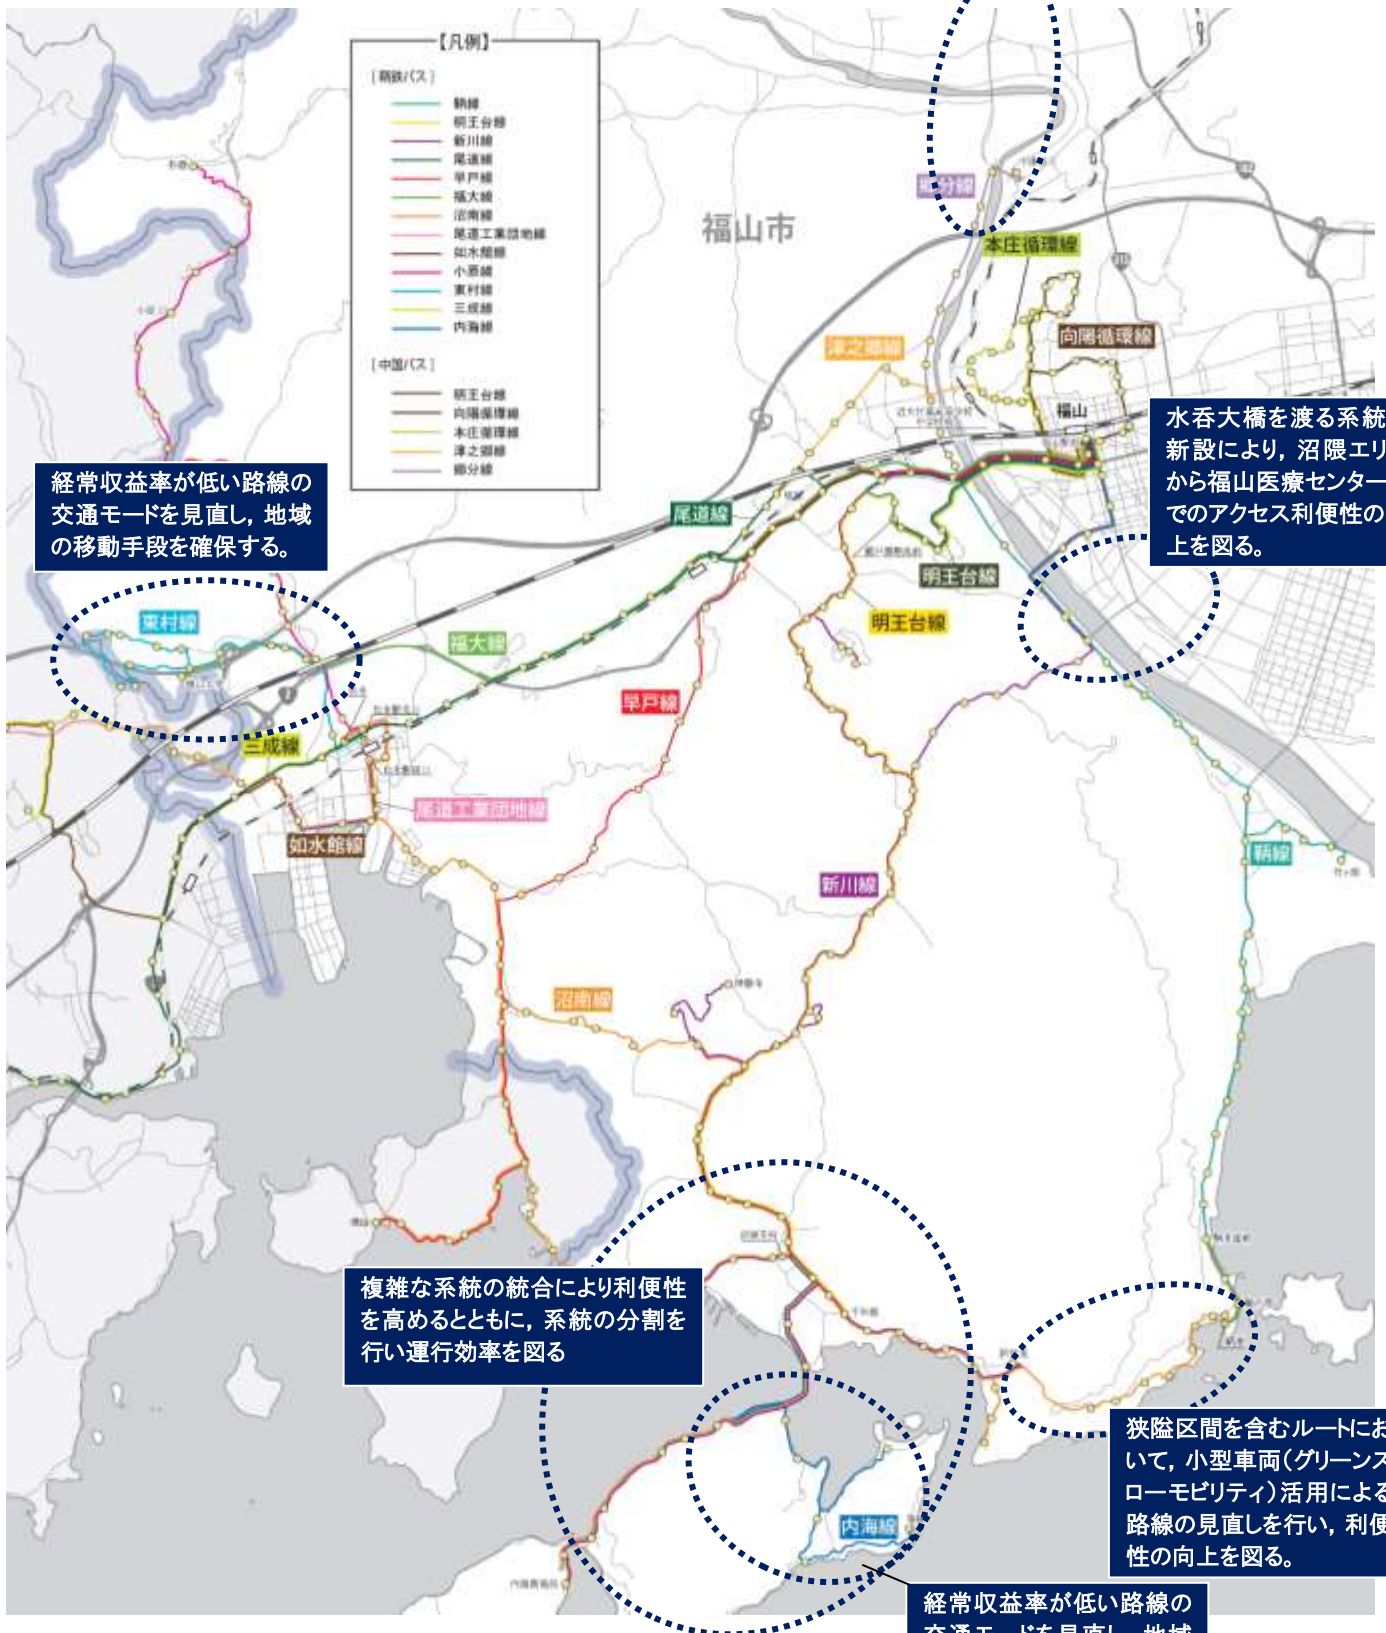 【凡例】
[鞆鉄バス]
鞆線
明王台線
新川線
尾道線
早戸線
福大線
沼南線
尾道工業団地線
如水館線
小原線
東村線
三成線
内海線
[中国バス]
明王台線
向陽循環線
本庄循環線
津之郷線
郷分線
福山市
郷分線
本庄循環線
向陽循環線
津之郷線
福山
水呑大橋を渡る系統
新設により，沼隈エリ
から福山医療センター
でのアクセス利便性の
上を図る。
経常収益率が低い路線の
交通モードを見直し，地域
の移動手段を確保する。
尾道線
明王台線
明王台線
東村線
福大線
早戸線
三成線
尾道工業団地線
如水館線
鞆線
新川線
沼南線
複雑な系統の統合により利便性
を高めるとともに，系統の分割を
行い運行効率を図る
狭隘区間を含むルートにお
いて，小型車両（グリーンス
ローモビリティ）活用による
路線の見直しを行い，利便
性の向上を図る。
内海線
経常収益率が低い路線の
交通モードを見直し，地域